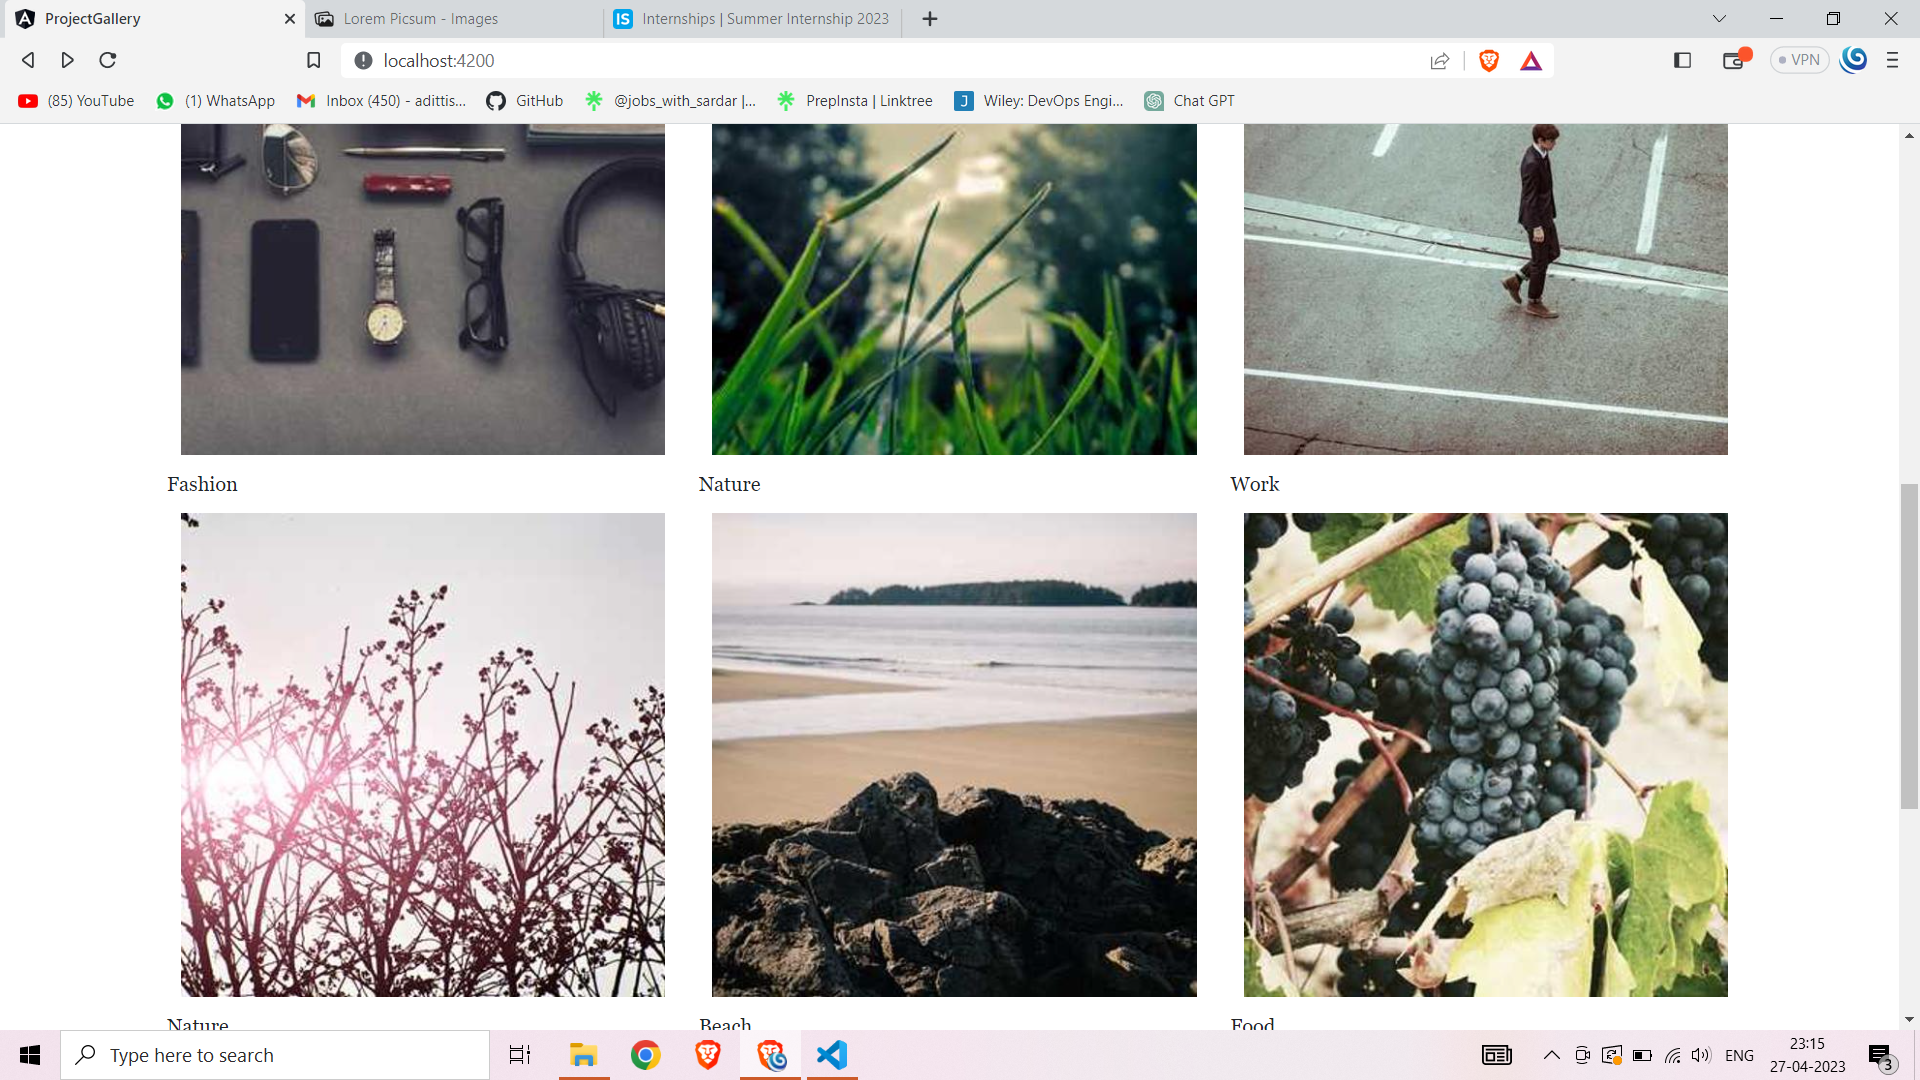 ProjectGallery
Lorem Picsum - Images
IS Internships | Summer Internship 2023
localhost:4200
VPN
(85) YouTube
(1) WhatsApp
Inbox (450) - adittis...
GitHub
@jobs_with_sardar |...
PrepInsta | Linktree
J Wiley: DevOps Engi...
Chat GPT
Fashion
Nature
Work
Nature
Beach
Food
Type here to search
ENG
23:15
27-04-2023
3